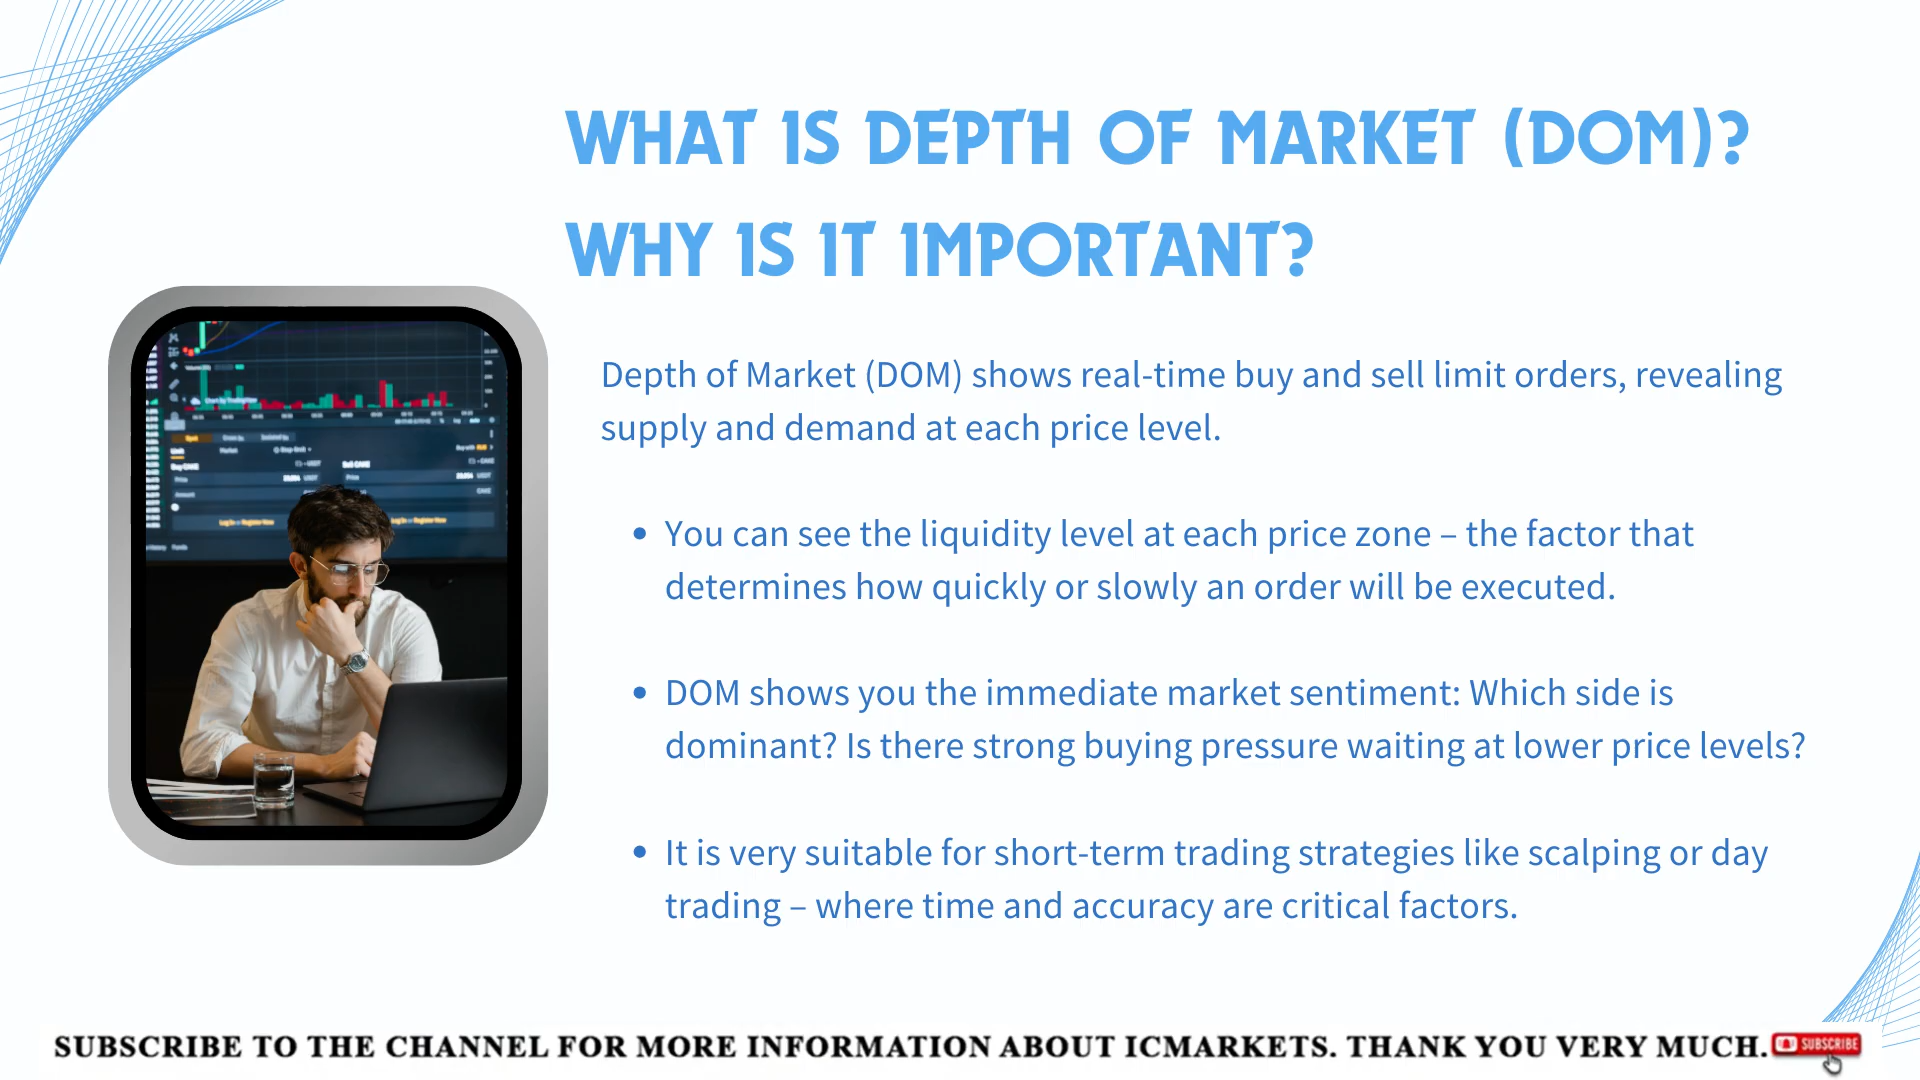 WHAT IS DEPTH OF MARKET (DOM)?
WHY IS IT IMPORTANT?
Depth of Market (DOM) shows real-time buy and sell limit orders, revealing
supply and demand at each price level.
• You can see the liquidity level at each price zone – the factor that
determines how quickly or slowly an order will be executed.
• DOM shows you the immediate market sentiment: Which side is
dominant? Is there strong buying pressure waiting at lower price levels?
• It is very suitable for short-term trading strategies like scalping or day
trading – where time and accuracy are critical factors.
SUBSCRIBE TO THE CHANNEL FOR MORE INFORMATION ABOUT ICMARKETS. THANK YOU VERY MUCH.
SUBSCRIBE